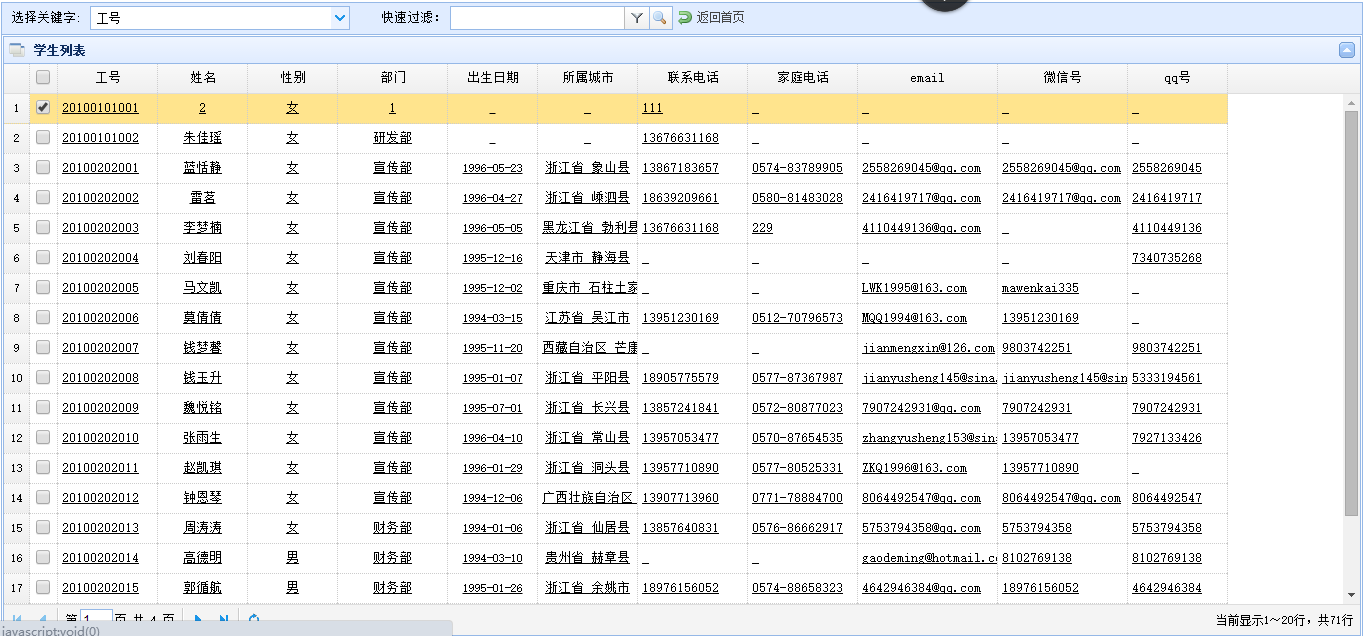 选择关键字: 工号 快速过滤: 返回首页
学生列表
工号 姓名 性别 部门 出生日期 所属城市 联系电话 家庭电话 email 微信号 qq号
1 20100101001 2 女 1 _ _ 111 _ _ _ _
2 20100101002 朱佳瑶 女 研发部 _ _ 13676631168 _ _ _ _
3 20100202001 蓝恬静 女 宣传部 1996-05-23 浙江省 象山县 13867183657 0574-83789905 2558269045@qq.com 2558269045@qq.com 2558269045
4 20100202002 雷茗 女 宣传部 1996-04-27 浙江省 嵊泗县 18639209661 0580-81483028 2416419717@qq.com 2416419717@qq.com 2416419717
5 20100202003 李梦楠 女 宣传部 1996-05-05 黑龙江省 勃利县 13676631168 229 4110449136@qq.com _ 4110449136
6 20100202004 刘春阳 女 宣传部 1995-12-16 天津市 静海县 _ _ _ _ 7340735268
7 20100202005 马文凯 女 宣传部 1995-12-02 重庆市 石柱土家 _ _ LWK1995@163.com mawenkai335 _
8 20100202006 莫倩倩 女 宣传部 1994-03-15 江苏省 吴江市 13951230169 0512-70796573 MQQ1994@163.com 13951230169 _
9 20100202007 钱梦馨 女 宣传部 1995-11-20 西藏自治区 芒康 _ _ jianmengxin@126.com 9803742251 9803742251
10 20100202008 钱玉升 女 宣传部 1995-01-07 浙江省 平阳县 18905775579 0577-87367987 jianyusheng145@sina. jianyusheng145@sin 5333194561
11 20100202009 魏悦铭 女 宣传部 1995-07-01 浙江省 长兴县 13857241841 0572-80877023 7907242931@qq.com 7907242931 7907242931
12 20100202010 张雨生 女 宣传部 1996-04-10 浙江省 常山县 13957053477 0570-87654535 zhangyusheng153@sin 13957053477 7927133426
13 20100202011 赵凯琪 女 宣传部 1996-01-29 浙江省 洞头县 13957710890 0577-80525331 ZKQ1996@163.com 13957710890 _
14 20100202012 钟恩琴 女 宣传部 1994-12-06 广西壮族自治区 13907713960 0771-78884700 8064492547@qq.com 8064492547@qq.com 8064492547
15 20100202013 周涛涛 女 财务部 1994-01-06 浙江省 仙居县 13857640831 0576-86662917 5753794358@qq.com 5753794358 5753794358
16 20100202014 高德明 男 财务部 1994-03-10 贵州省 赫章县 _ _ gaodeming@hotmail.c 8102769138 8102769138
17 20100202015 郭循航 男 财务部 1995-01-26 浙江省 余姚市 18976156052 0574-88658323 4642946384@qq.com 18976156052 4642946384
第 1 页 共 4 页 当前显示1～20行，共71行
javascript:void(0)